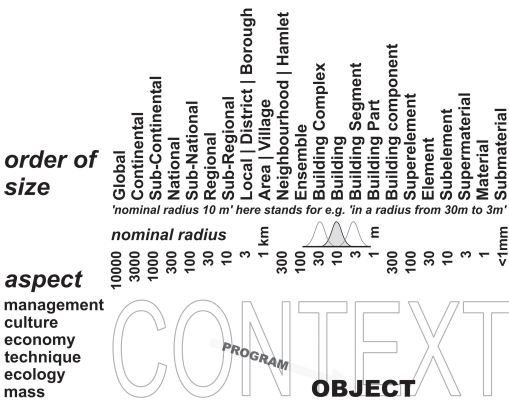 order of
size
Global
Continental
Sub-Continental
National
Sub-National
Regional
Sub-Regional
Local | District | Borough
Area | Village
Neighbourhood | Hamlet
Ensemble
Building Complex
Building
Building Segment
Building Part
Building component
Superelement
Element
Subelement
Supermaterial
Material
Submaterial
'nominal radius 10 m' here stands for e.g. 'in a radius from 30m to 3m'
nominal radius
10000
3000
1000
300
100
30
10
3
1 km
300
100
30
10
3
1 m
300
100
30
10
3
1
<1mm
aspect
management
culture
economy
technique
ecology
mass
CONTEXT
PROGRAM
OBJECT